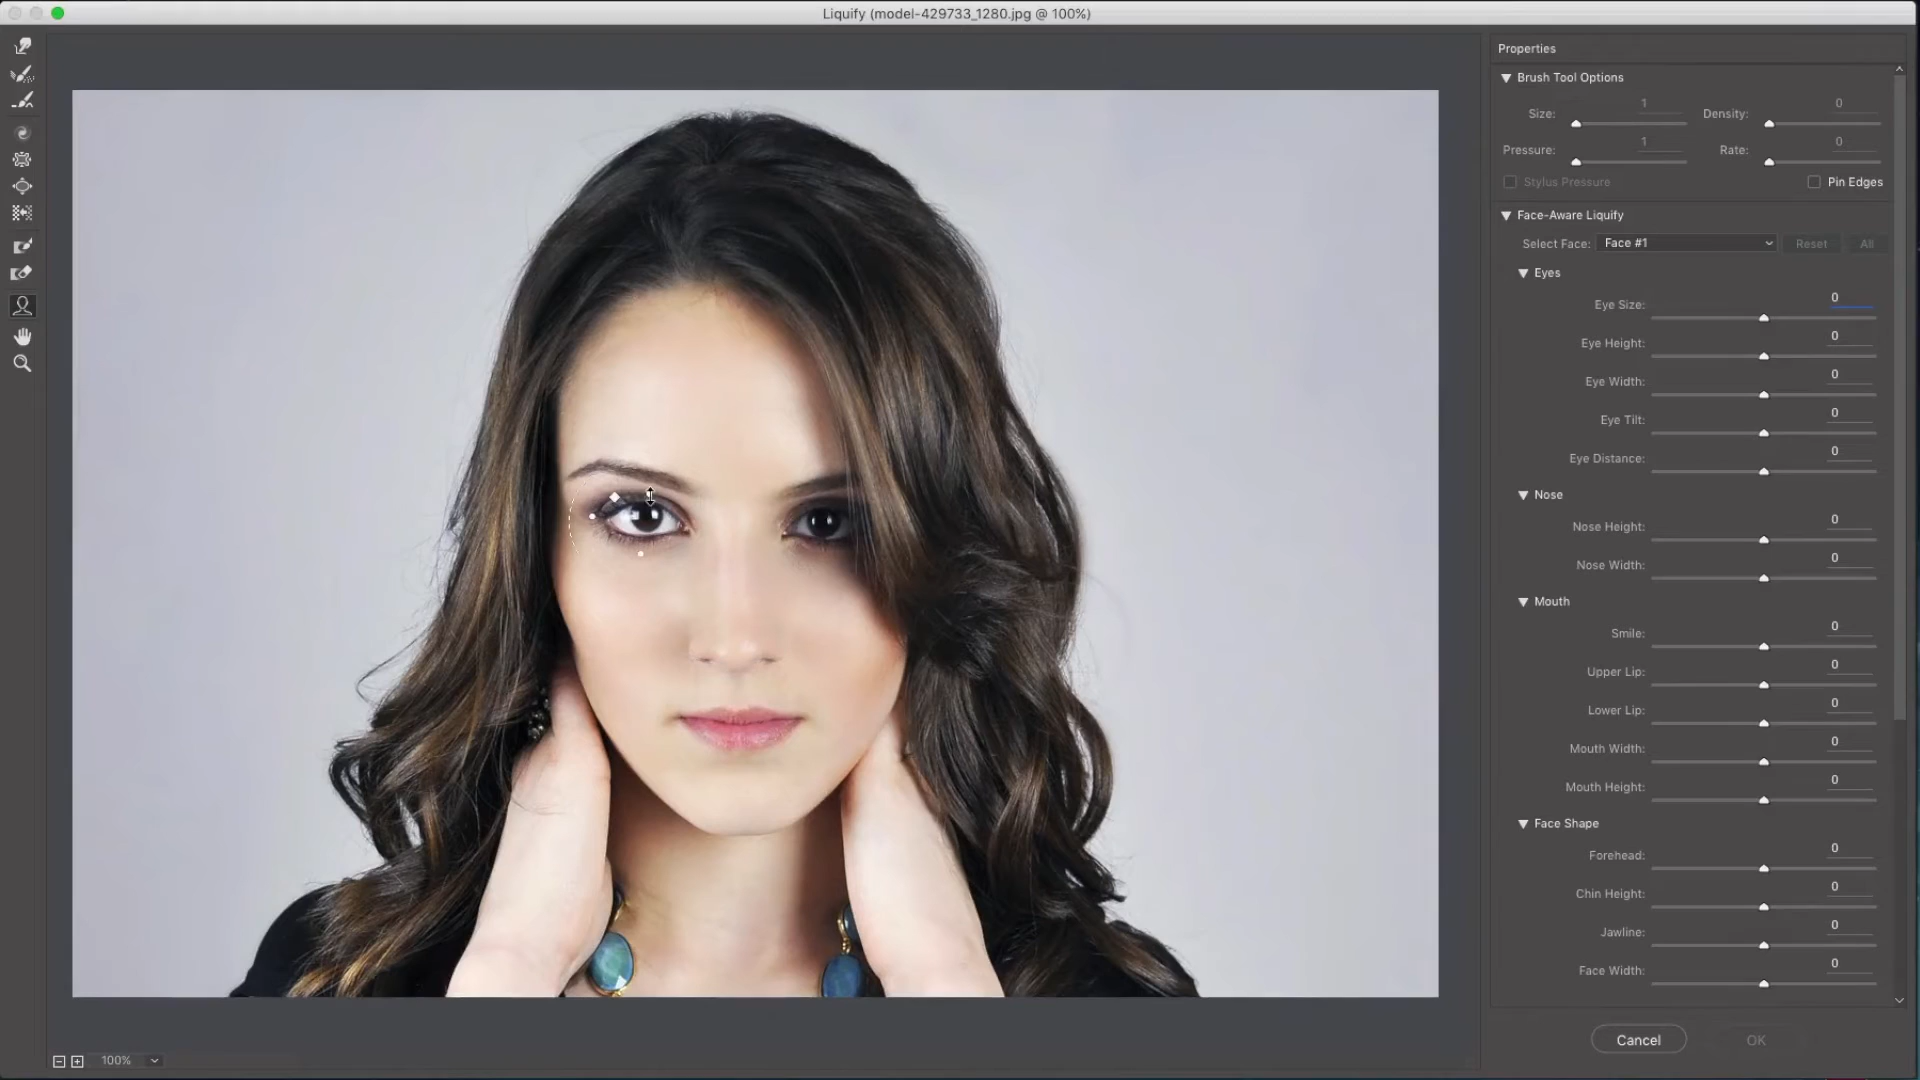 Liquify (model-429733_1280.jpg @ 100%)
Properties
Brush Tool Options
Size: 1 Density: 0
Pressure: 1 Rate: 0
Stylus Pressure Pin Edges
Face-Aware Liquify
Select Face: Face #1 Reset All
Eyes
Eye Size: 0
Eye Height: 0
Eye Width: 0
Eye Tilt: 0
Eye Distance: 0
Nose
Nose Height: 0
Nose Width: 0
Mouth
Smile: 0
Upper Lip: 0
Lower Lip: 0
Mouth Width: 0
Mouth Height: 0
Face Shape
Forehead: 0
Chin Height: 0
Jawline: 0
Face Width: 0
Cancel OK
100%